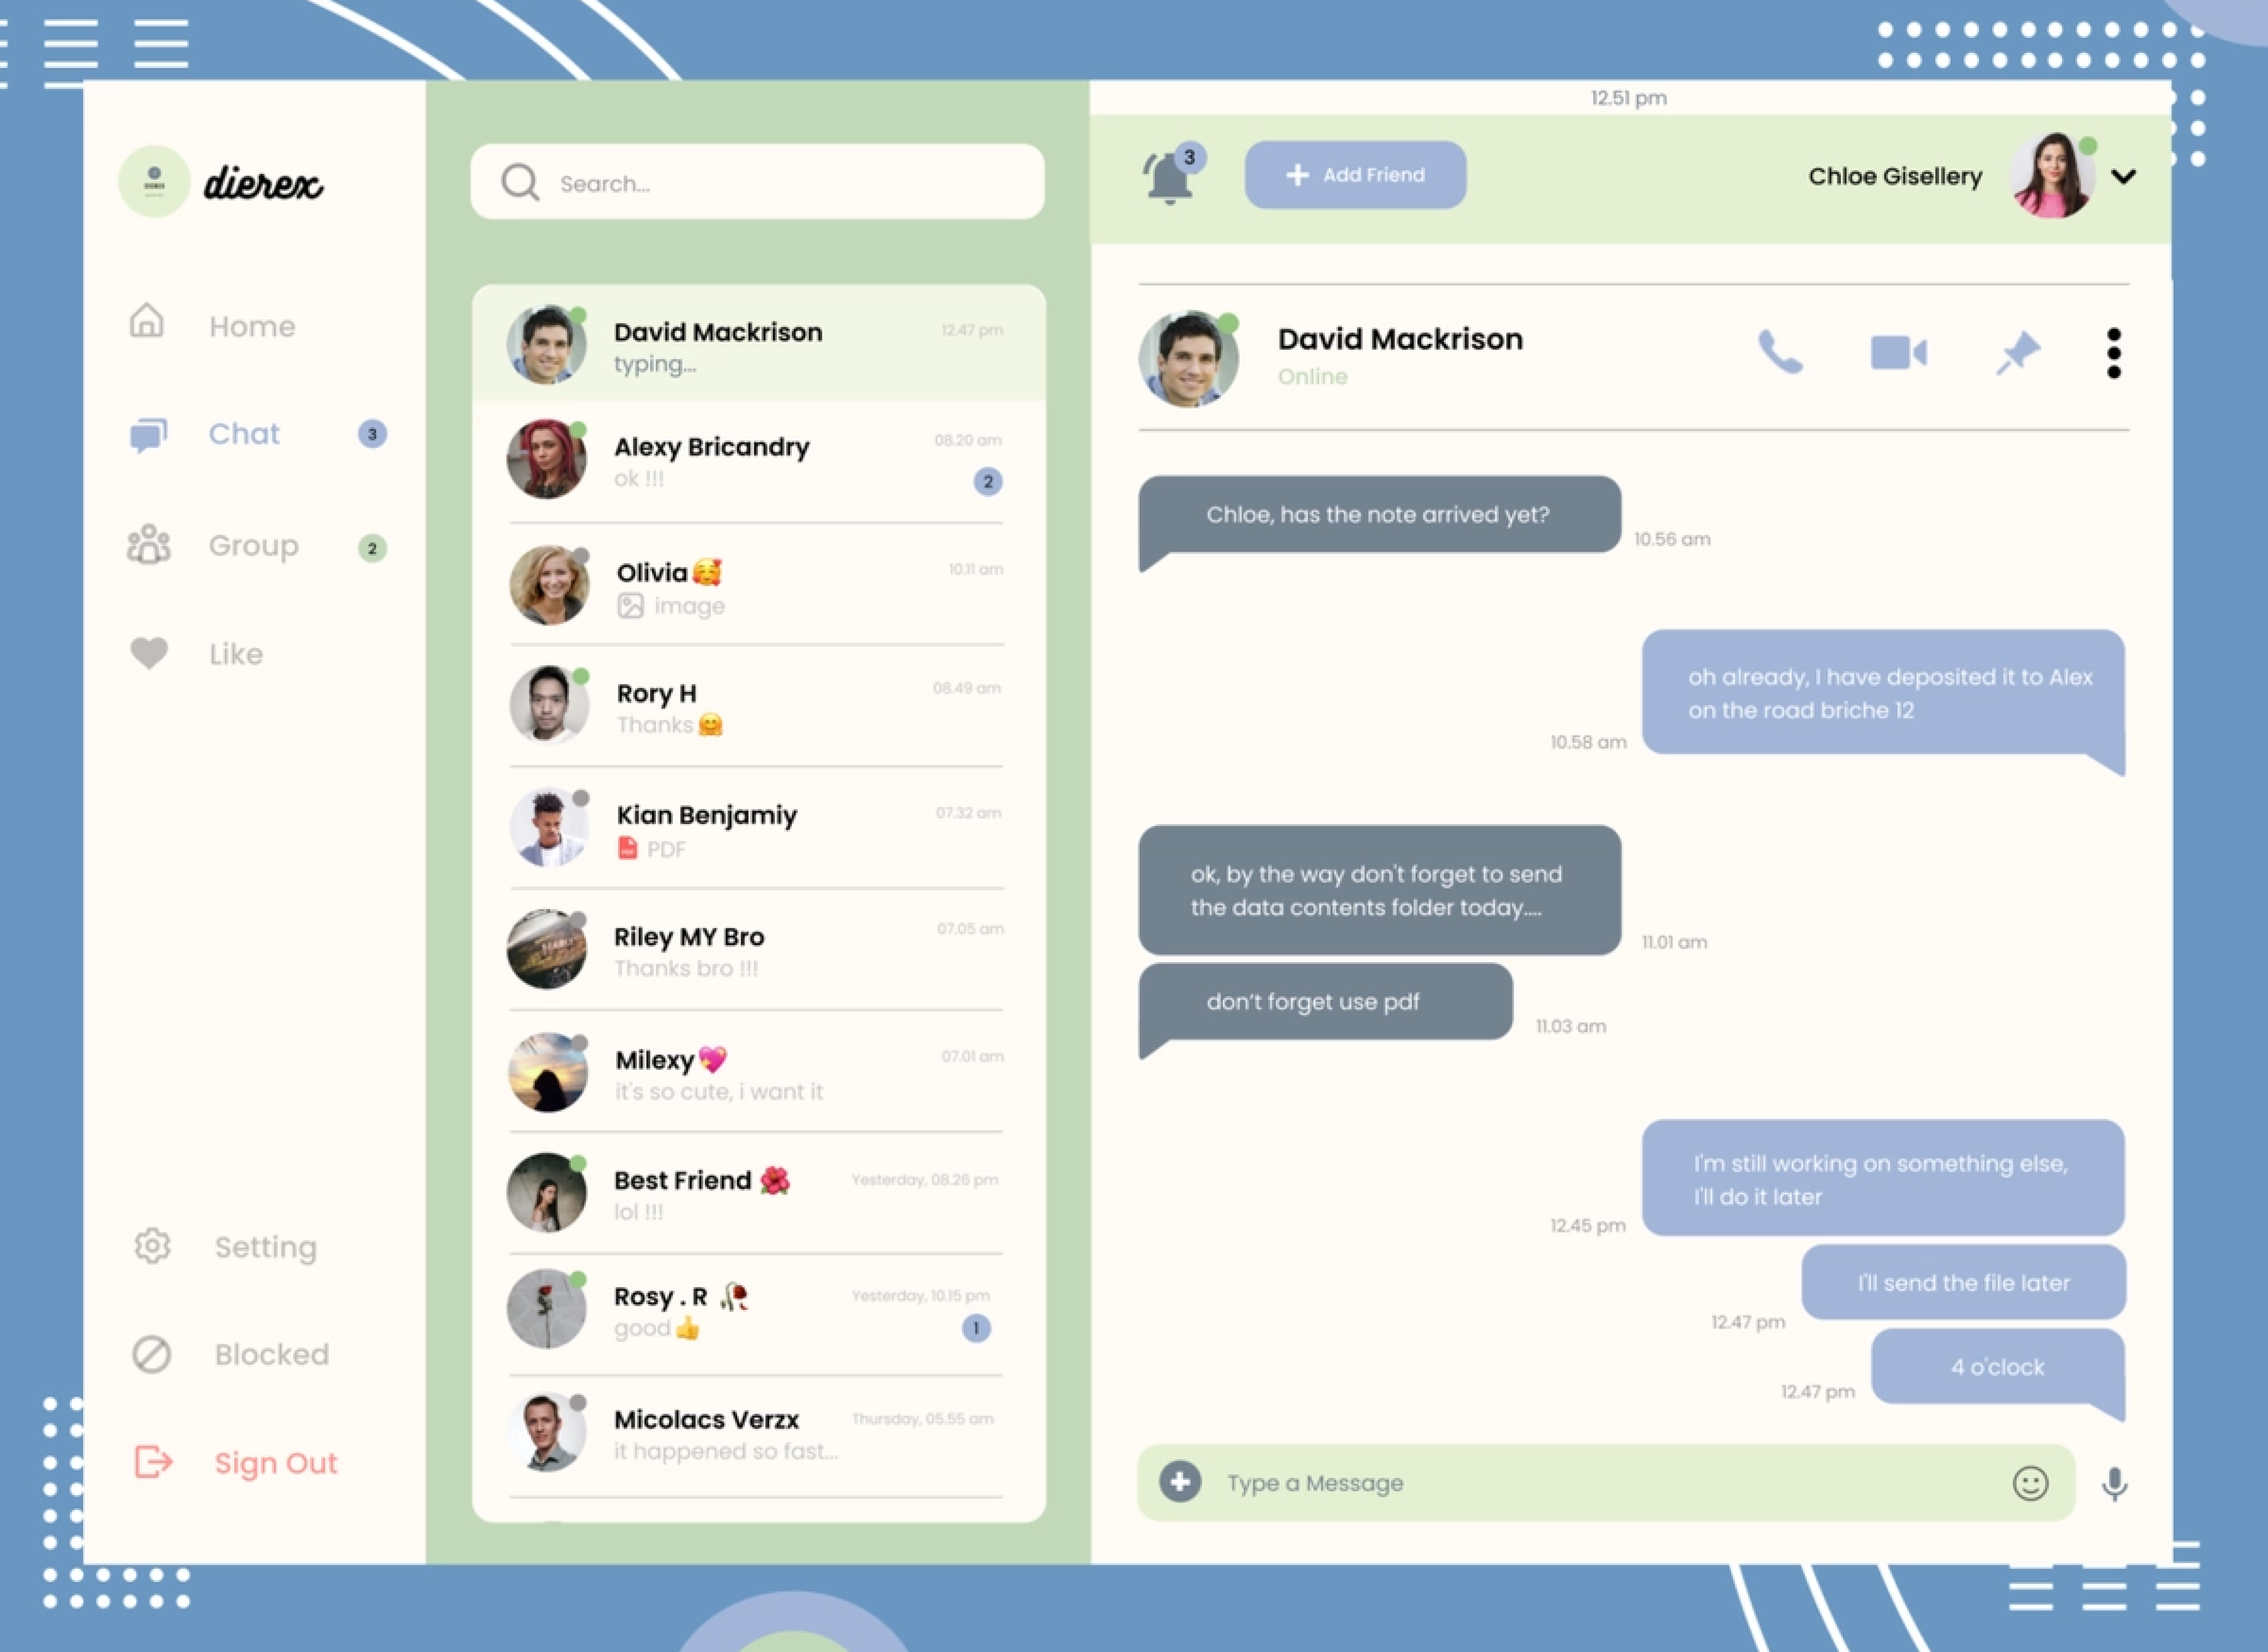 dierex
Home
Chat
3
Group
2
Like
Setting
Blocked
Sign Out
Search...
David Mackrison
12.47 pm
typing...
Alexy Bricandry
08.20 am
ok !!!
2
Olivia🥰
10.11 am
image
Rory H
08.49 am
Thanks🤗
Kian Benjamiy
07.32 am
PDF
Riley MY Bro
07.05 am
Thanks bro !!!
Milexy💖
07.01 am
it's so cute, i want it
Best Friend 🌺
Yesterday, 08.26 pm
lol !!!
Rosy . R 🥀
Yesterday, 10.15 pm
good👍
1
Micolacs Verzx
Thursday, 05.55 am
it happened so fast...
12.51 pm
3
Add Friend
Chloe Gisellery
David Mackrison
Online
Chloe, has the note arrived yet?
10.56 am
oh already, I have deposited it to Alex
on the road briche 12
10.58 am
ok, by the way don't forget to send
the data contents folder today....
11.01 am
don't forget use pdf
11.03 am
I'm still working on something else,
I'll do it later
12.45 pm
I'll send the file later
12.47 pm
4 o'clock
12.47 pm
Type a Message